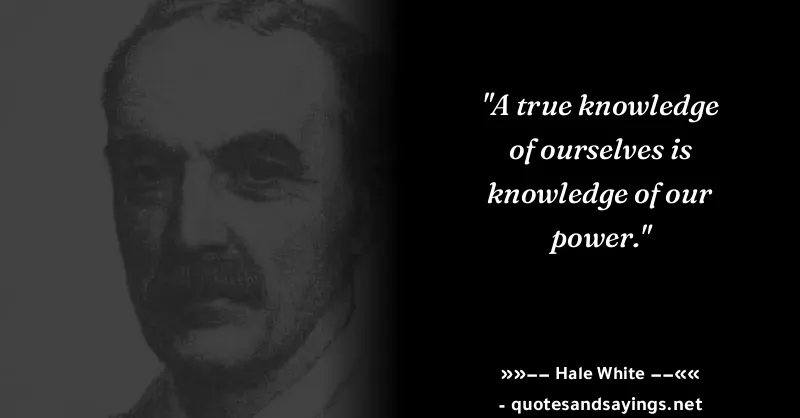 "A true knowledge
of ourselves is
knowledge of our
power."
»»–– Hale White ––««
- quotesandsayings.net